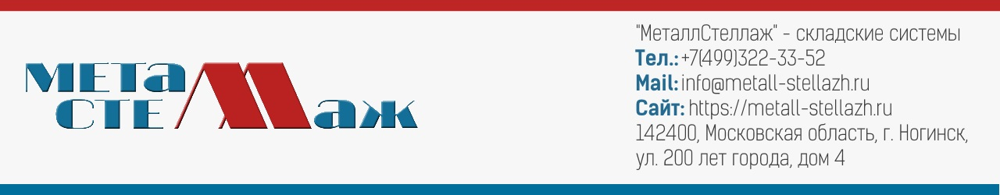 МЕТаЛЛ
СТЕЛЛаж
"МеталлСтеллаж" - складские системы
Тел.: +7(499)322-33-52
Mail: info@metall-stellazh.ru
Сайт: https://metall-stellazh.ru
142400, Московская область, г. Ногинск,
ул. 200 лет города, дом 4